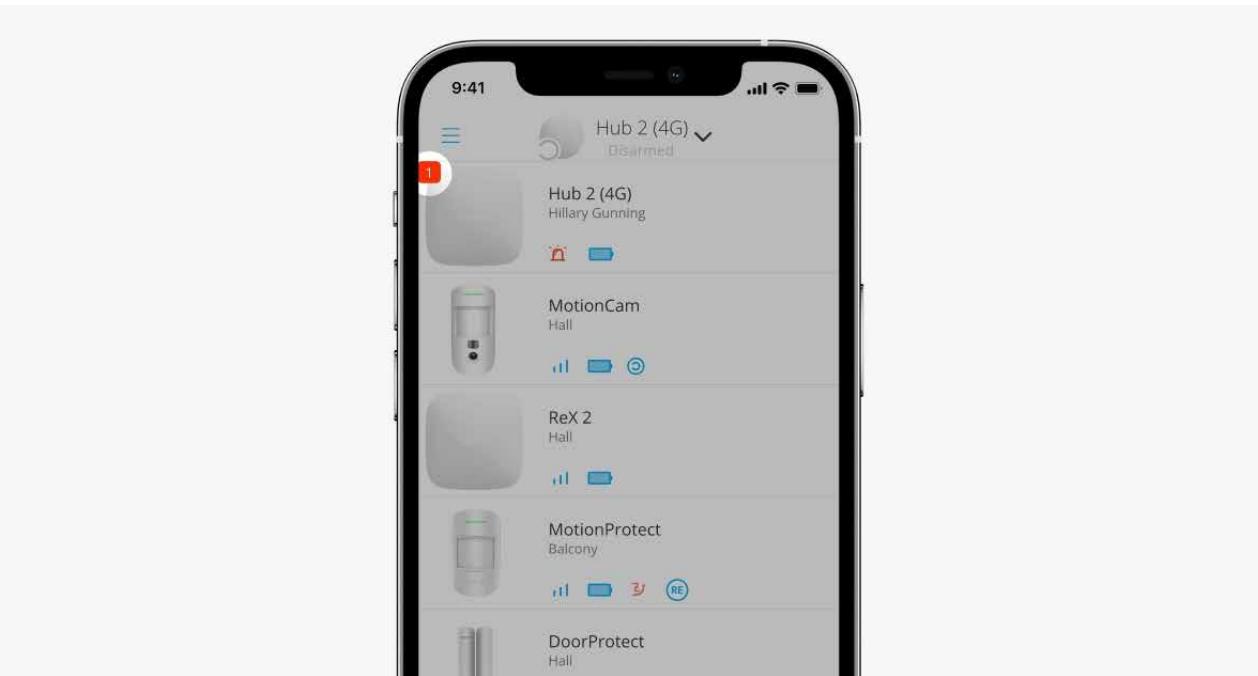 9:41
Hub 2 (4G)
Disarmed
1
Hub 2 (4G)
Hillary Gunning
MotionCam
Hall
ReX 2
Hall
MotionProtect
Balcony
RE
DoorProtect
Hall